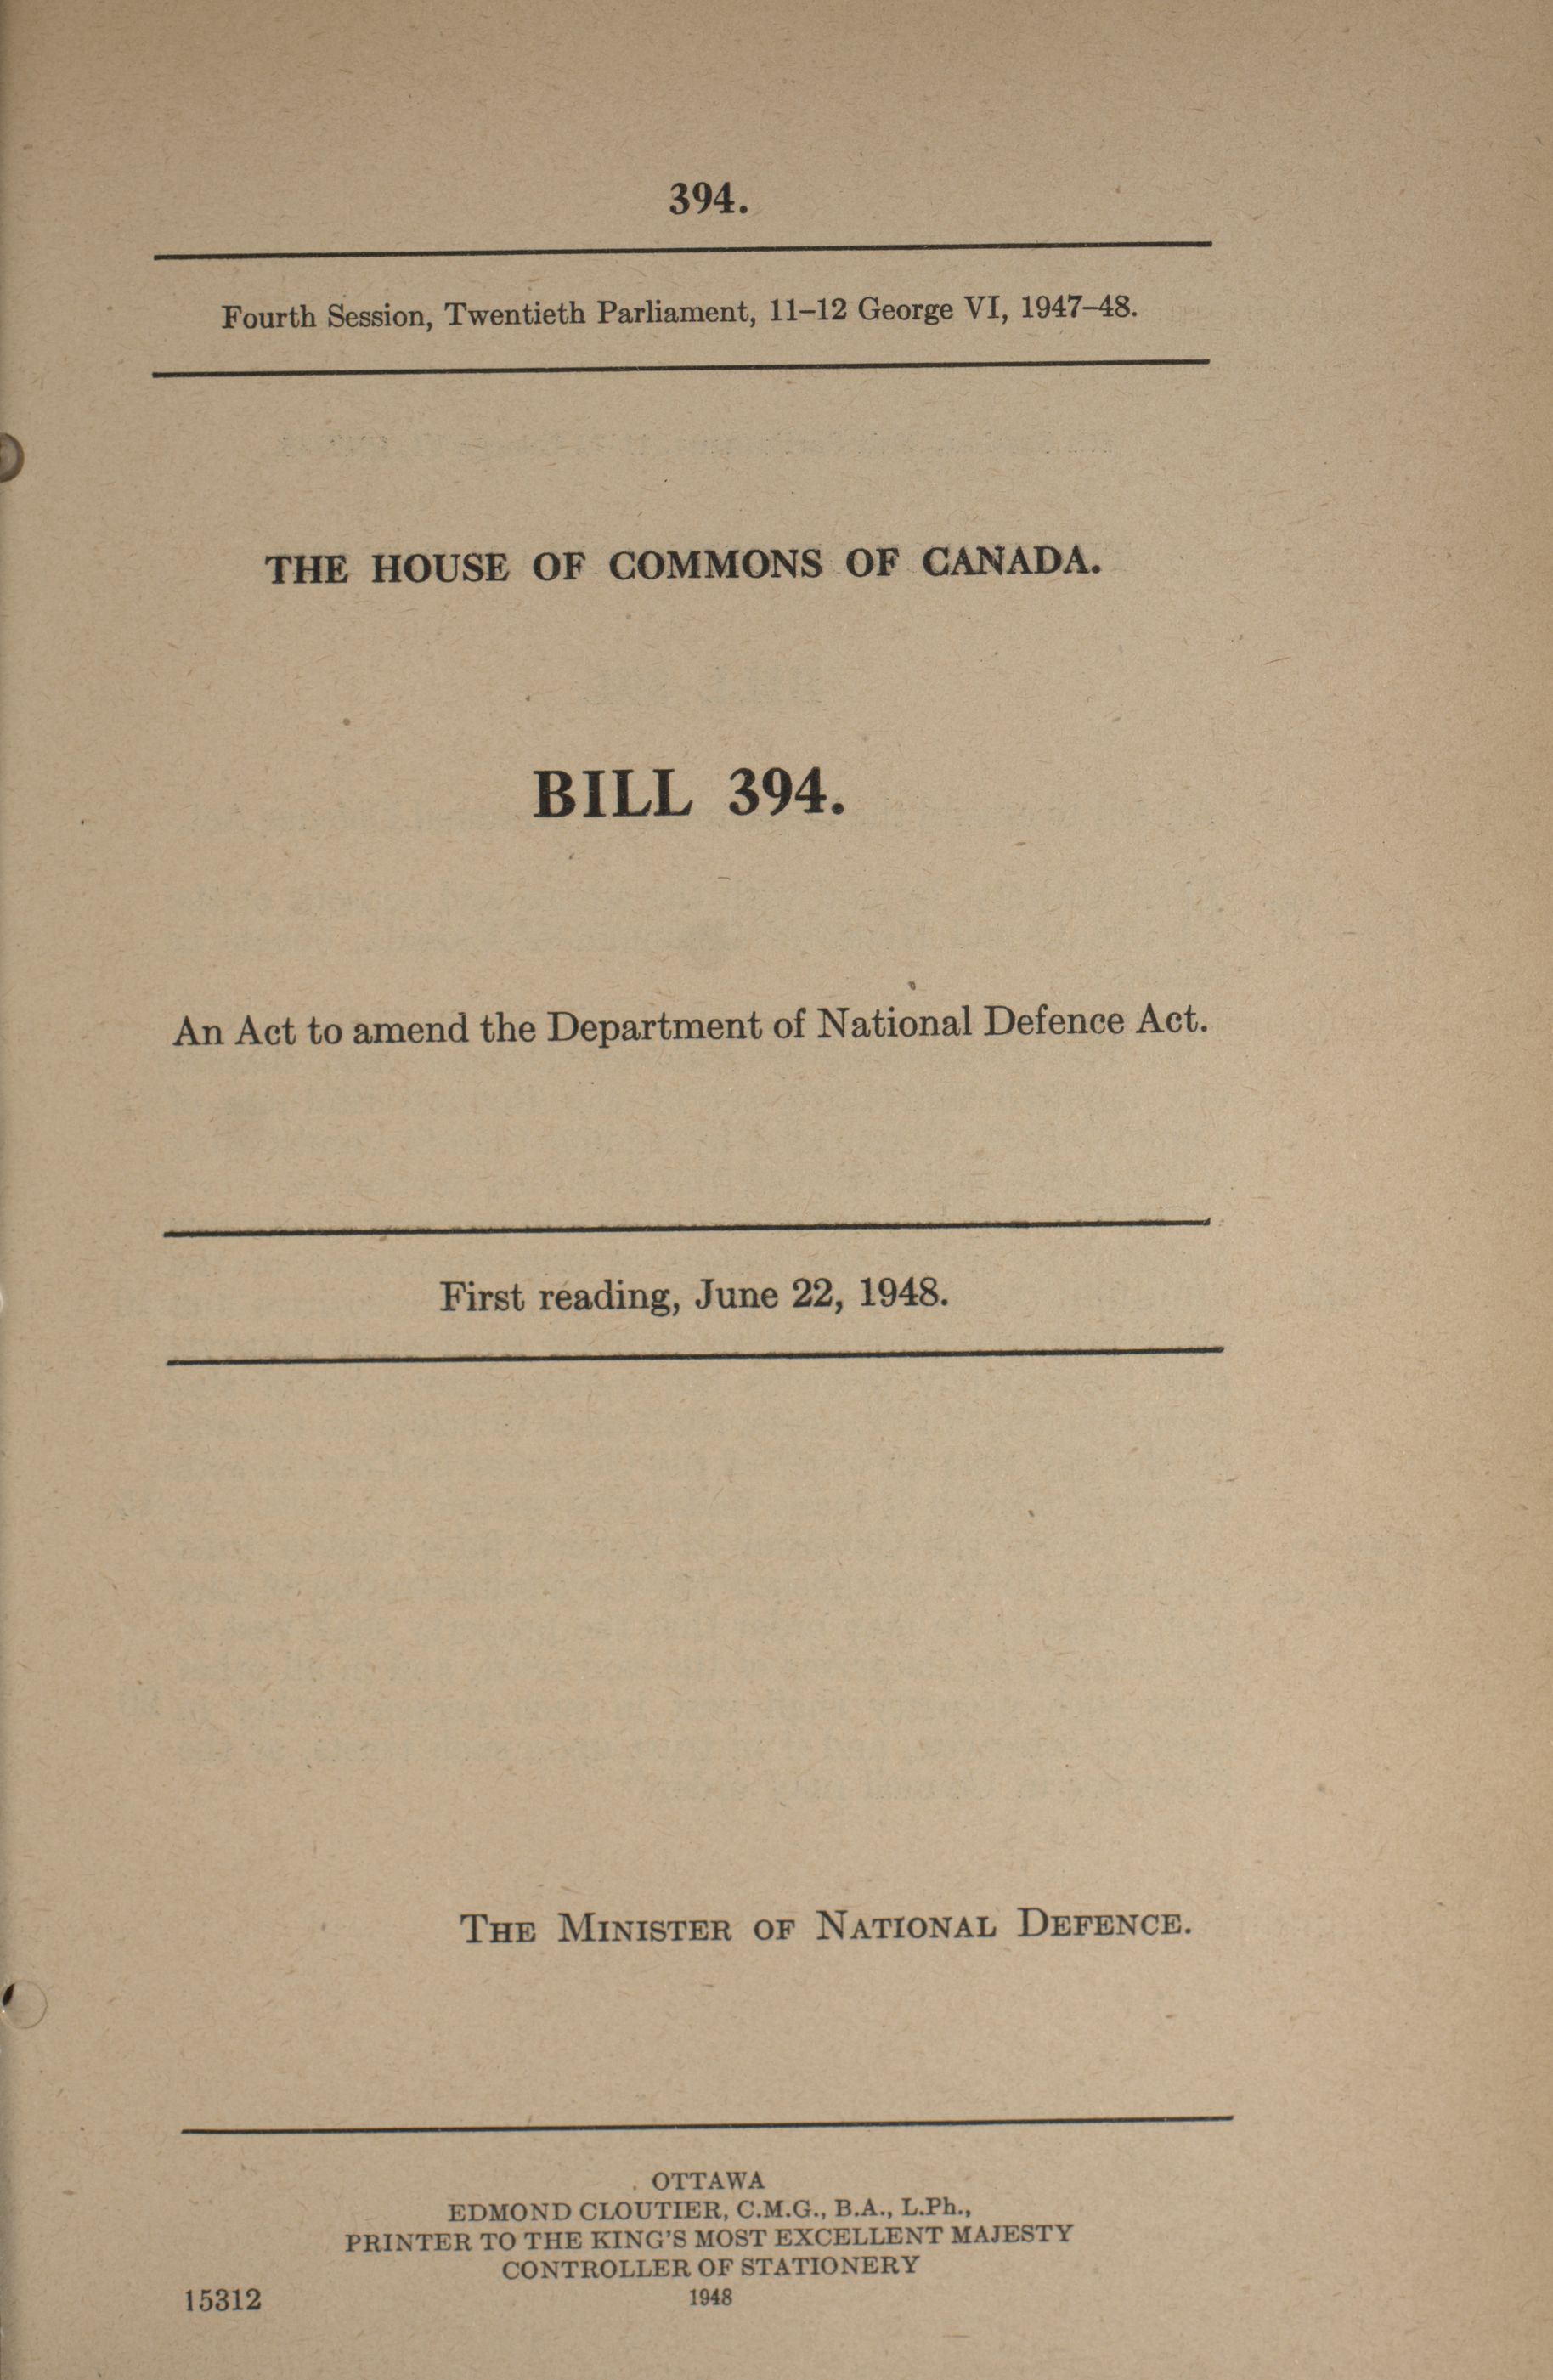 394.
Fourth Session, Twentieth Parliament, 11–12 George VI, 1947–48.
THE HOUSE OF COMMONS OF CANADA.
BILL 394.
An Act to amend the Department of National Defence Act.
First reading, June 22, 1948.
THE MINISTER OF NATIONAL DEFENCE.
OTTAWA
EDMOND CLOUTIER, C.M.G., B.A., L.Ph.,
PRINTER TO THE KING'S MOST EXCELLENT MAJESTY
CONTROLLER OF STATIONERY
15312 1948